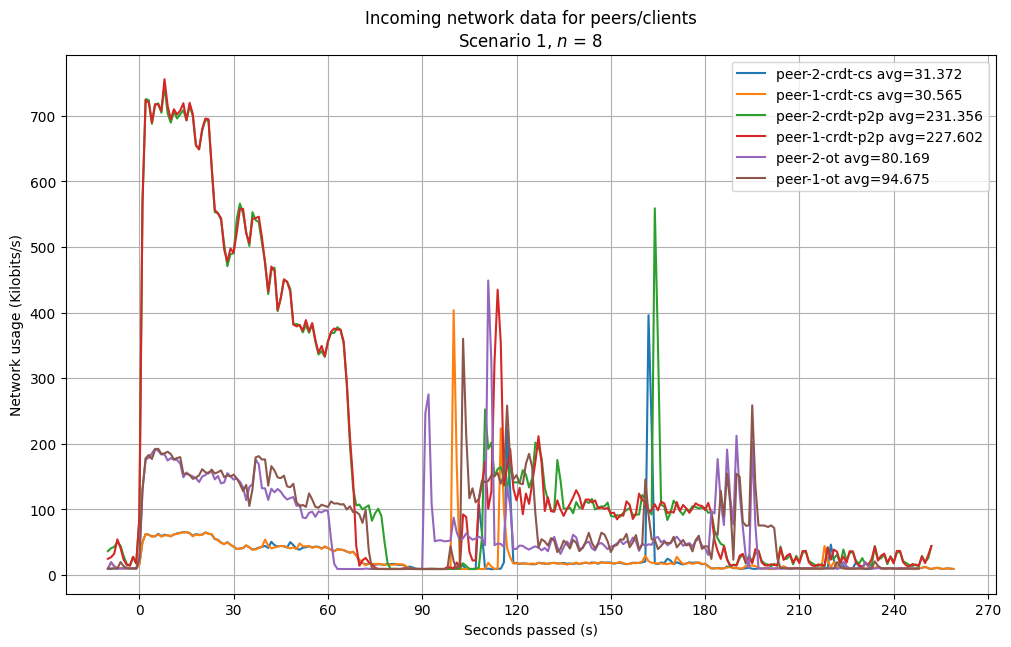 Incoming network data for peers/clients
Scenario 1, n = 8
peer-2-crdt-cs avg=31.372
peer-1-crdt-cs avg=30.565
peer-2-crdt-p2p avg=231.356
peer-1-crdt-p2p avg=227.602
peer-2-ot avg=80.169
peer-1-ot avg=94.675
Network usage (Kilobits/s)
700
600
500
400
300
200
100
0
0 30 60 90 120 150 180 210 240 270
Seconds passed (s)